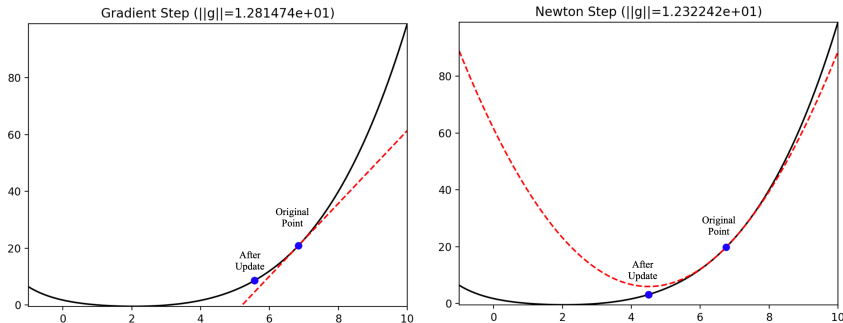 Gradient Step (||g||=1.281474e+01)
80
60
40
20
0
Original
Point
After
Update
0
2
4
6
8
10
Newton Step (||g||=1.232242e+01)
80
60
40
20
0
Original
Point
After
Update
0
2
4
6
8
10